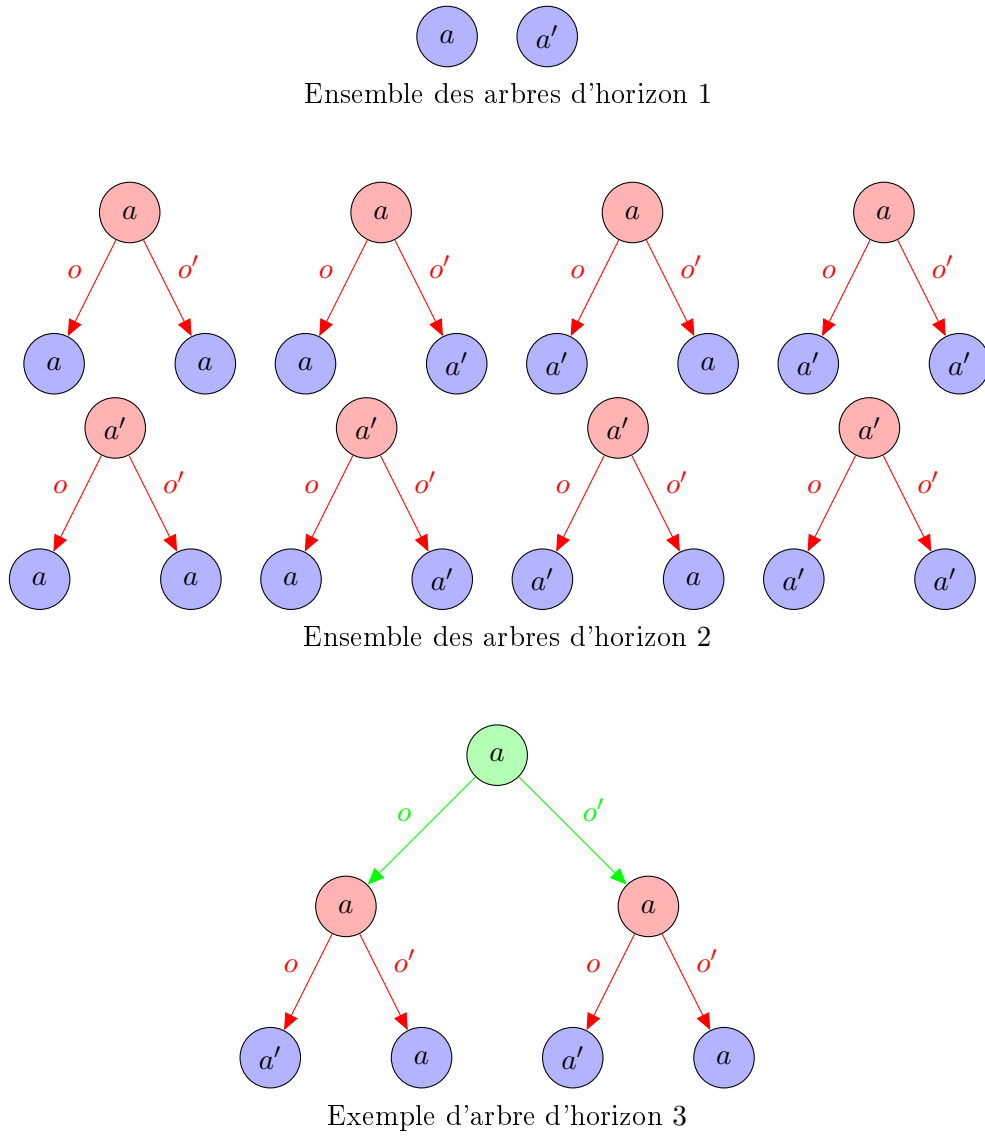 a a′
Ensemble des arbres d'horizon 1
a a a a
o o′ o o′ o o′ o o′
a a a a′ a′ a a′ a′
a′ a′ a′ a′
o o′ o o′ o o′ o o′
a a a a′ a′ a a′ a′
Ensemble des arbres d'horizon 2
a
o o′
a a
o o′ o o′
a′ a a′ a
Exemple d'arbre d'horizon 3